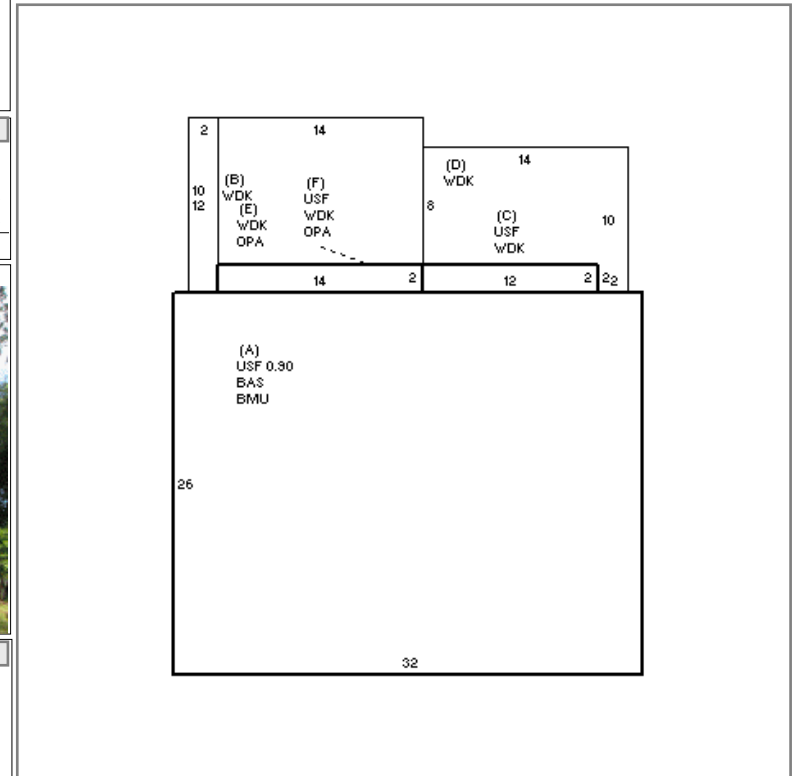 2
14
14
(D)
WDK
(B)
WDK
(F)
USF
WDK
OPA
10
12
(E)
WDK
OPA
8
(C)
USF
WDK
10
14
2
12
2
2
2
(A)
USF 0.90
BAS
BMU
26
32